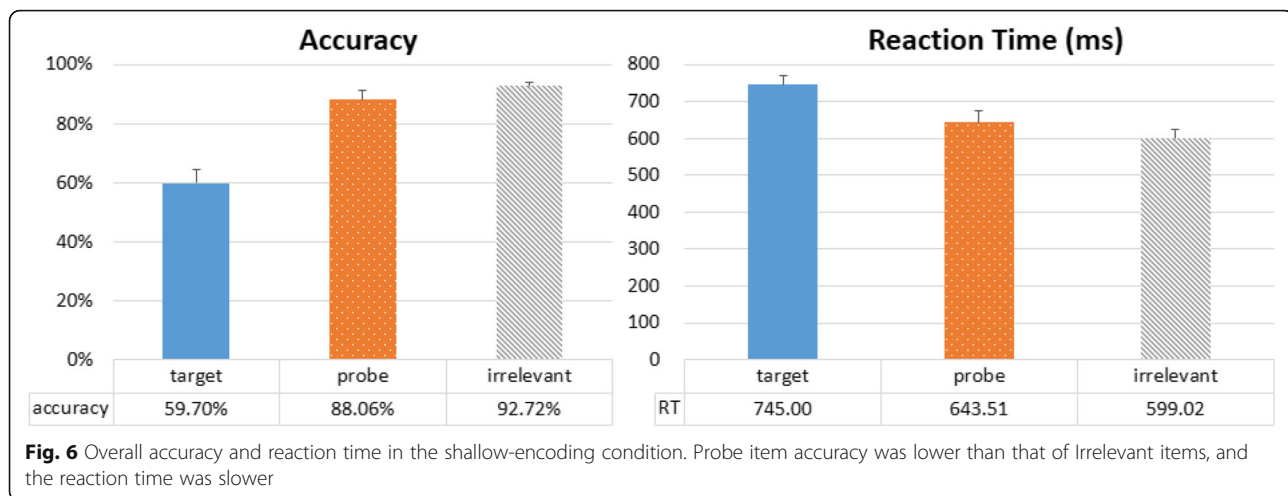 Accuracy
100%
80%
60%
40%
20%
0%
target probe irrelevant
accuracy 59.70% 88.06% 92.72%
Reaction Time (ms)
800
700
600
500
400
300
200
100
0
target probe irrelevant
RT 745.00 643.51 599.02
Fig. 6 Overall accuracy and reaction time in the shallow-encoding condition. Probe item accuracy was lower than that of Irrelevant items, and
the reaction time was slower